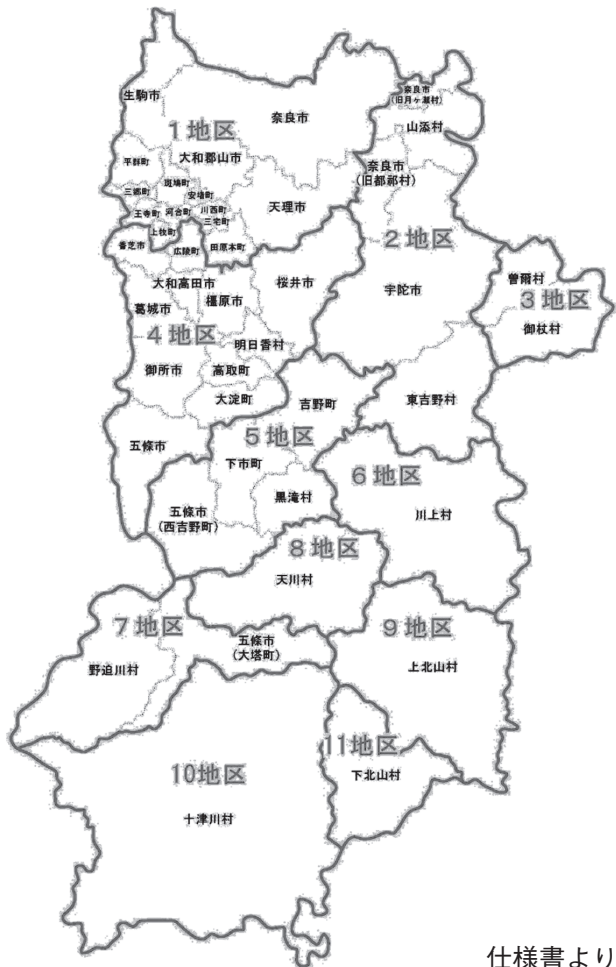 生駒市
奈良市
奈良市
(旧月ヶ瀬村)
山添村
1地区
平群町
大和郡山市
奈良市
(旧都祁村)
斑鳩町
三郷町
安堵町
天理市
王寺町
河合町
川西町
三宅町
上牧町
香芝市
広陵町
田原本町
2地区
大和高田市
橿原市
桜井市
宇陀市
曽爾村
3地区
御杖村
葛城市
4地区
明日香村
御所市
高取町
大淀町
吉野町
東吉野村
五條市
5地区
下市町
6地区
黒滝村
川上村
五條市
(西吉野町)
8地区
天川村
7地区
五條市
(大塔町)
9地区
野迫川村
上北山村
11地区
10地区
下北山村
十津川村
仕様書より